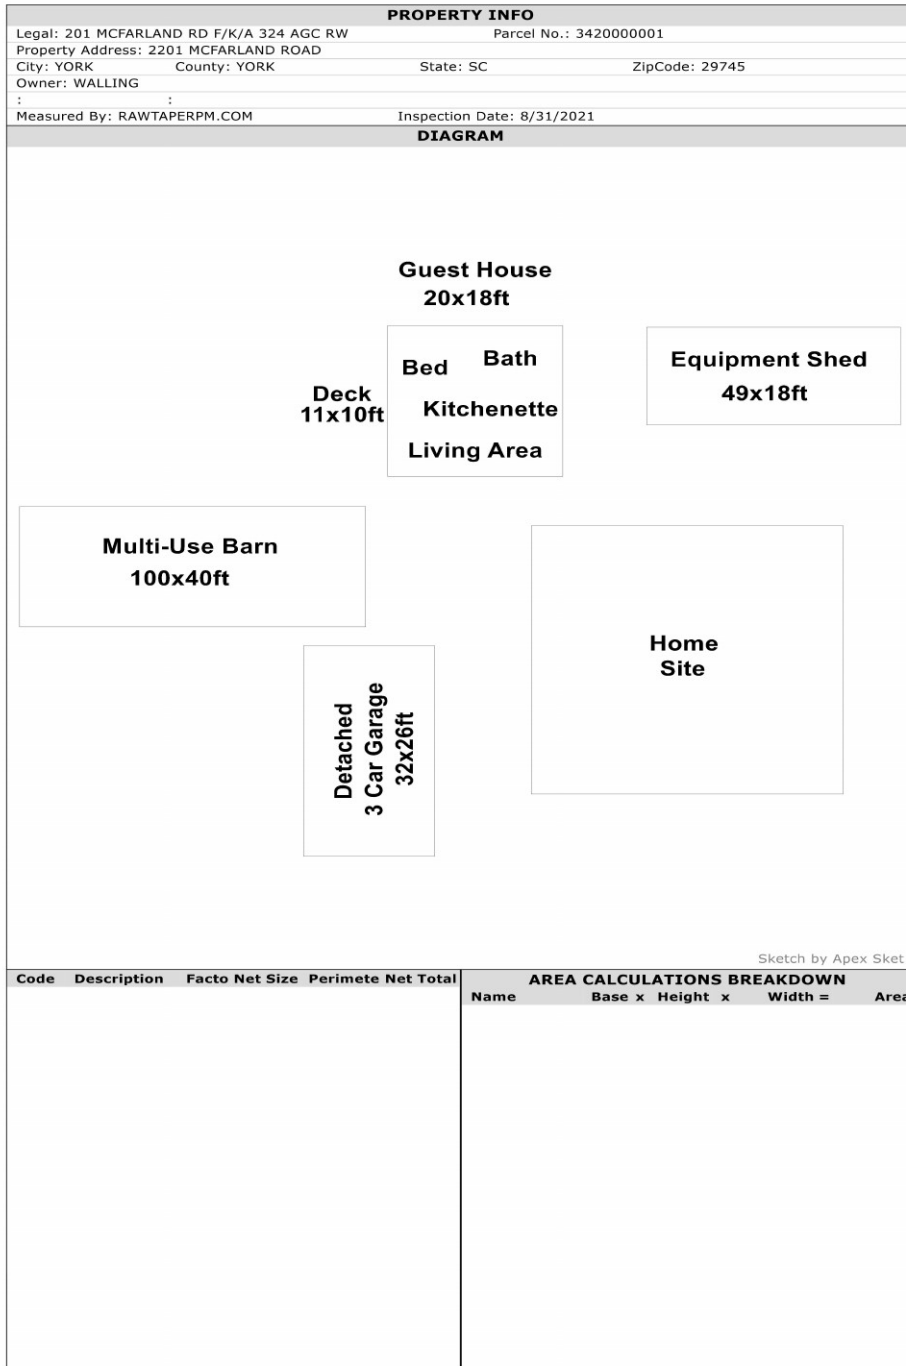 PROPERTY INFO
Legal: 201 MCFARLAND RD F/K/A 324 AGC RW Parcel No.: 3420000001
Property Address: 2201 MCFARLAND ROAD
City: YORK County: YORK State: SC ZipCode: 29745
Owner: WALLING
: :
Measured By: RAWTAPERPM.COM Inspection Date: 8/31/2021
DIAGRAM
Guest House
20x18ft
Bed Bath
Kitchenette
Living Area
Deck
11x10ft
Equipment Shed
49x18ft
Multi-Use Barn
100x40ft
Home
Site
Detached
3 Car Garage
32x26ft
Sketch by Apex Sket
Code Description Facto Net Size Perimete Net Total
AREA CALCULATIONS BREAKDOWN
Name Base x Height x Width = Area